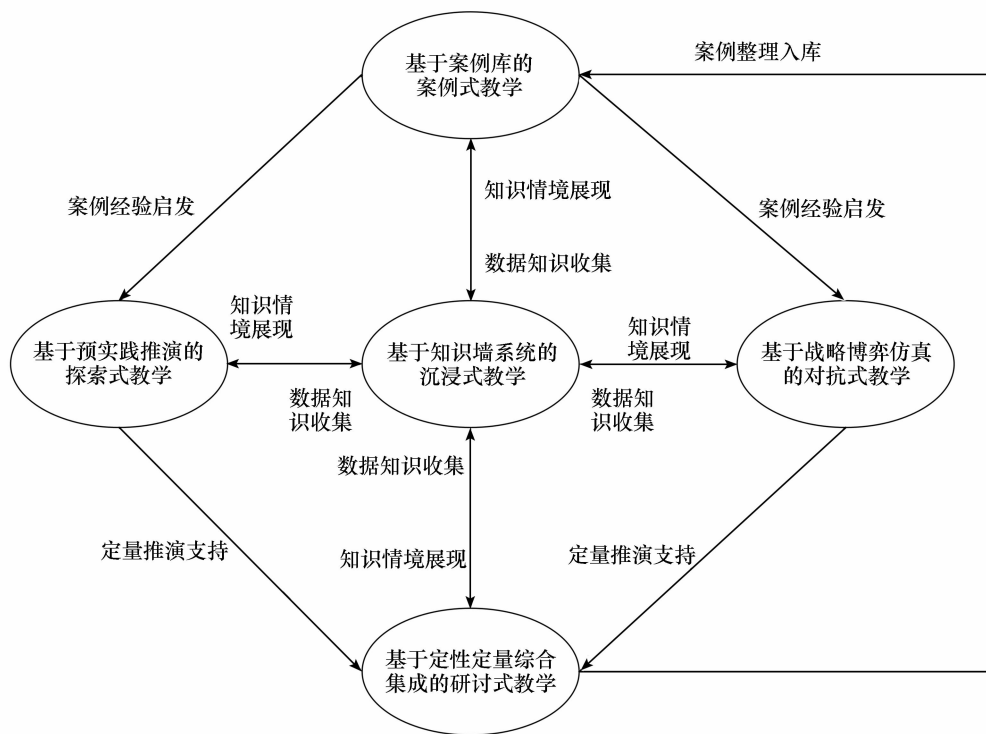 基于案例库的
案例式教学
案例整理入库
案例经验启发
知识情境展现
案例经验启发
数据知识收集
知识情
境展现
知识情
境展现
基于预实践推演的
探索式教学
基于知识墙系统的
沉浸式教学
基于战略博弈仿真
的对抗式教学
数据知
识收集
数据知
识收集
数据知识收集
定量推演支持
知识情境展现
定量推演支持
基于定性定量综合
集成的研讨式教学